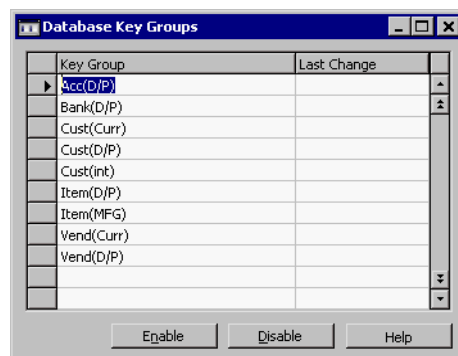 Database Key Groups
Key Group Last Change
Acc(D/P)
Bank(D/P)
Cust(Curr)
Cust(D/P)
Cust(int)
Item(D/P)
Item(MFG)
Vend(Curr)
Vend(D/P)
Enable Disable Help